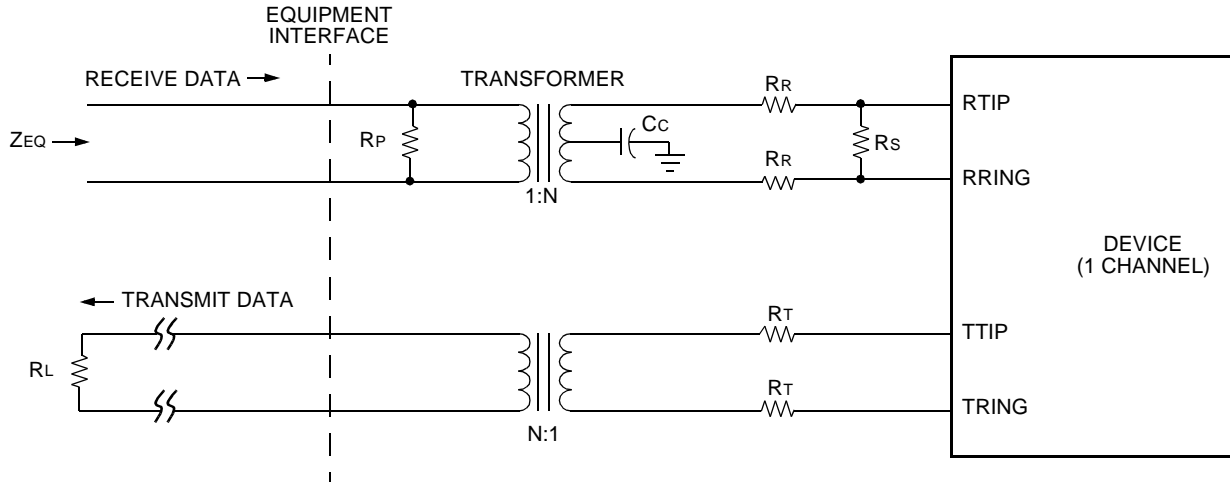 EQUIPMENT
INTERFACE
RECEIVE DATA
TRANSFORMER
RR
RTIP
ZEQ
RP
CC
RS
RR
RRING
1:N
DEVICE
(1 CHANNEL)
TRANSMIT DATA
RT
TTIP
RL
RT
TRING
N:1